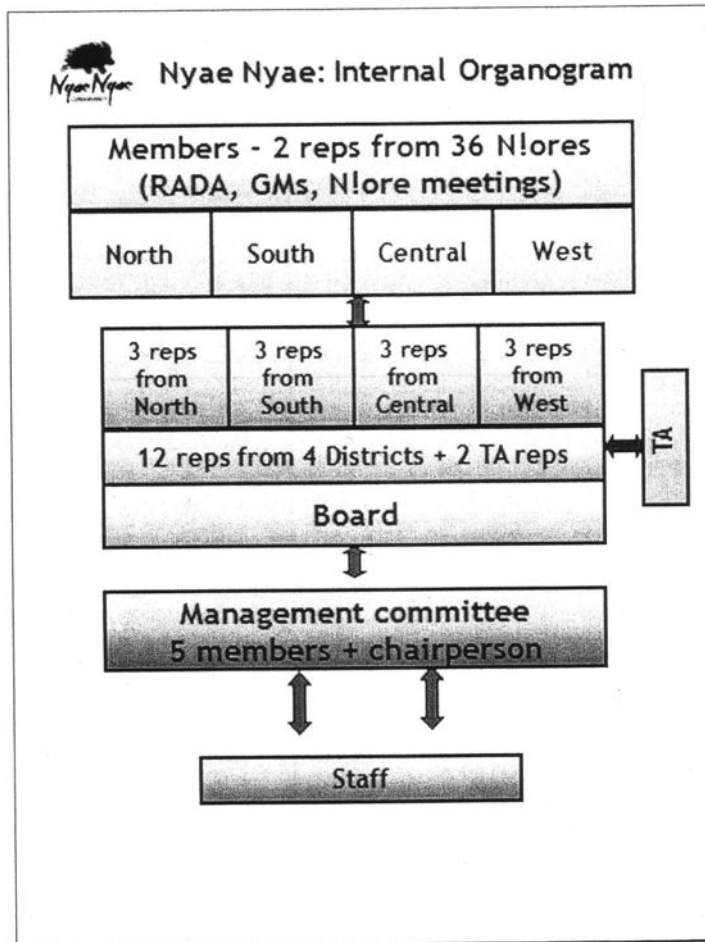 Nyae Nyae
Nyae Nyae: Internal Organogram
Members - 2 reps from 36 N!ores
(RADA, GMs, N!ore meetings)
North
South
Central
West
3 reps
from
North
3 reps
from
South
3 reps
from
Central
3 reps
from
West
12 reps from 4 Districts + 2 TA reps
TA
Board
Management committee
5 members + chairperson
Staff